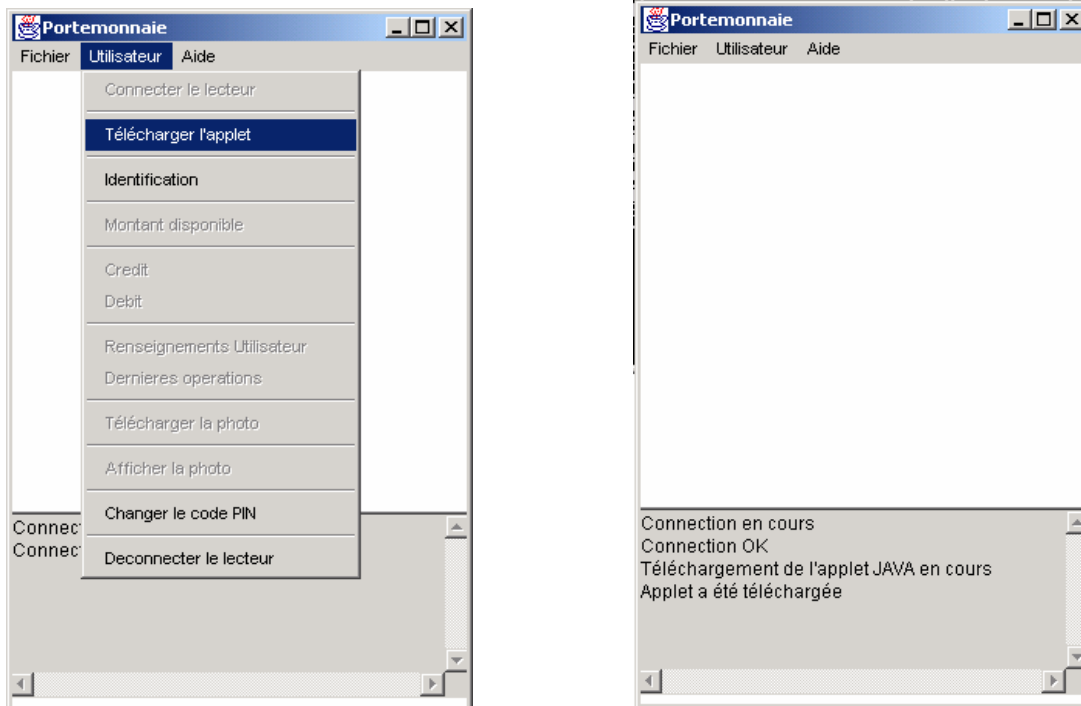 Portemonnaie
Fichier Utilisateur Aide
Connecter le lecteur
Télécharger l'applet
Identification
Montant disponible
Credit
Debit
Renseignements Utilisateur
Dernieres operations
Télécharger la photo
Afficher la photo
Changer le code PIN
Deconnecter le lecteur
Connec
Connec
Portemonnaie
Fichier Utilisateur Aide
Connection en cours
Connection OK
Téléchargement de l'applet JAVA en cours
Applet a été téléchargée